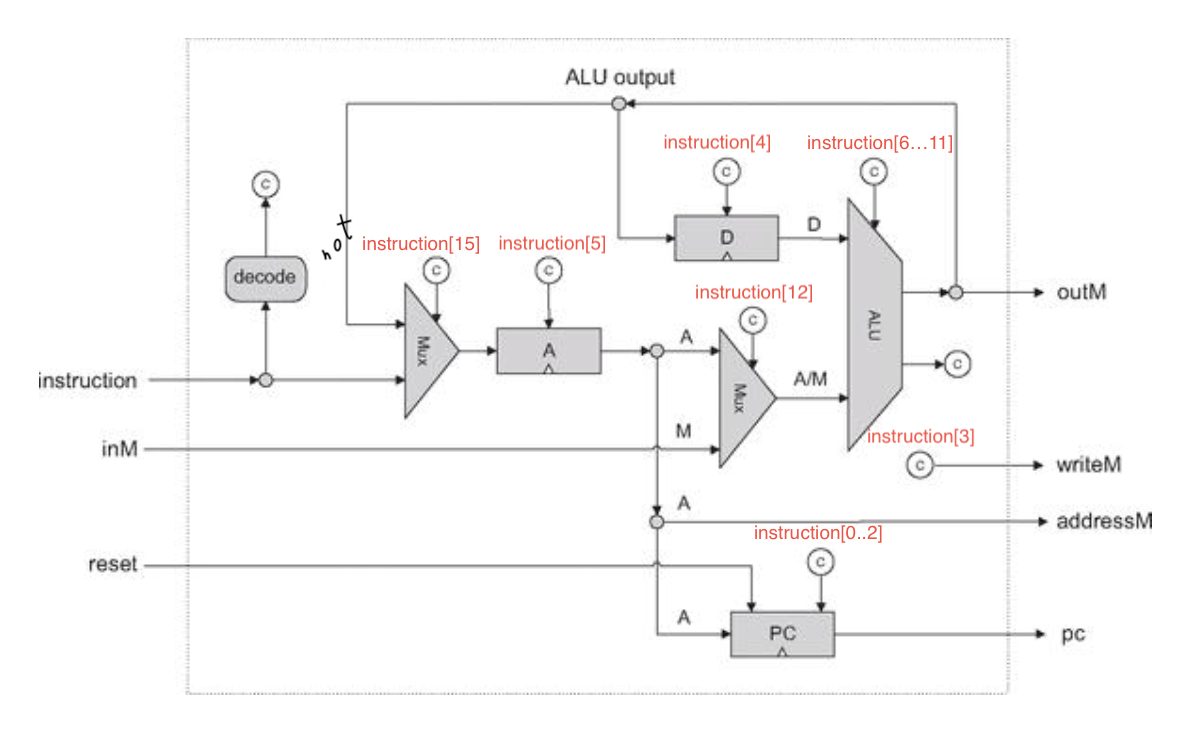 ALU output
instruction[4] instruction[6...11]
C C
C
D D
not
instruction[15] instruction[5]
C C
decode
instruction[12]
C
outM
Mux A A Mux ALU
A/M
C
instruction
M
inM
instruction[3]
C writeM
A
addressM
instruction[0..2]
C
reset
A PC pc